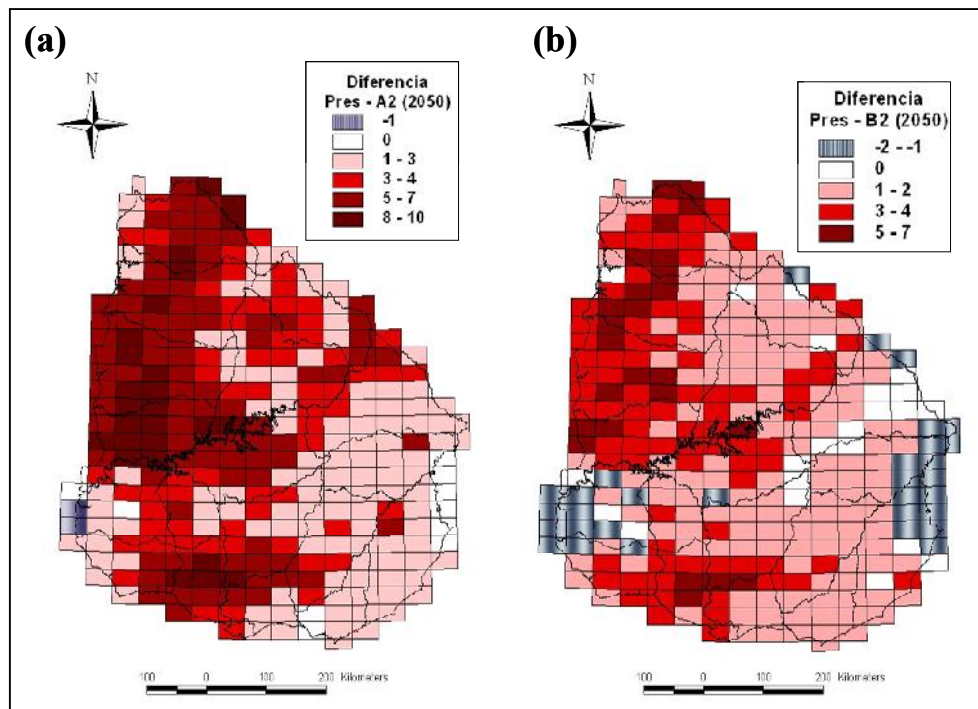 (a)
N
Diferencia
Pres - A2 (2050)
-1
0
1 - 3
3 - 4
5 - 7
8 - 10
100 0 100 200 Kilometers
(b)
N
Diferencia
Pres - B2 (2050)
-2 - -1
0
1 - 2
3 - 4
5 - 7
100 0 100 200 Kilometers